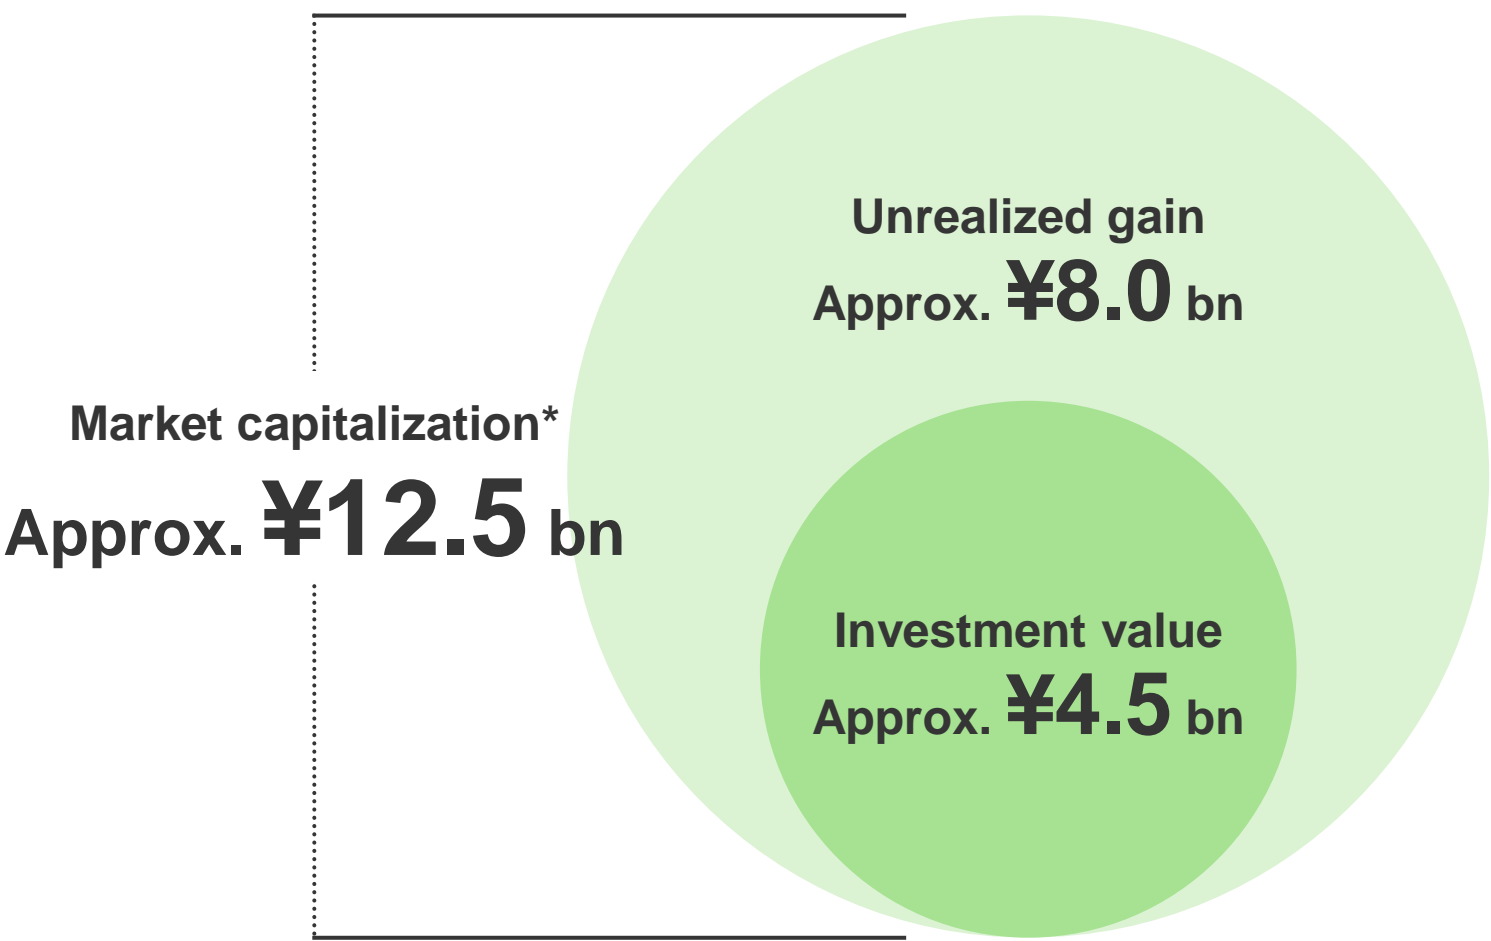 Unrealized gain
Approx. ¥8.0 bn
Market capitalization*
Approx. ¥12.5 bn
Investment value
Approx. ¥4.5 bn